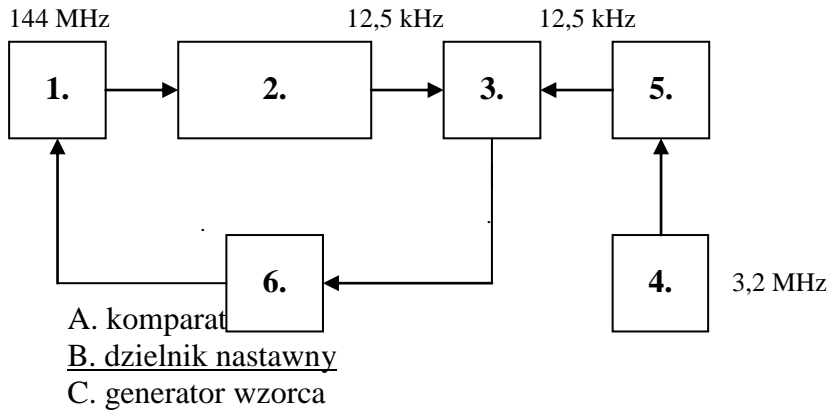 144 MHz 12,5 kHz 12,5 kHz
1. 2. 3. 5.
6. 4. 3,2 MHz
A. komparat
B. dzielnik nastawny
C. generator wzorca